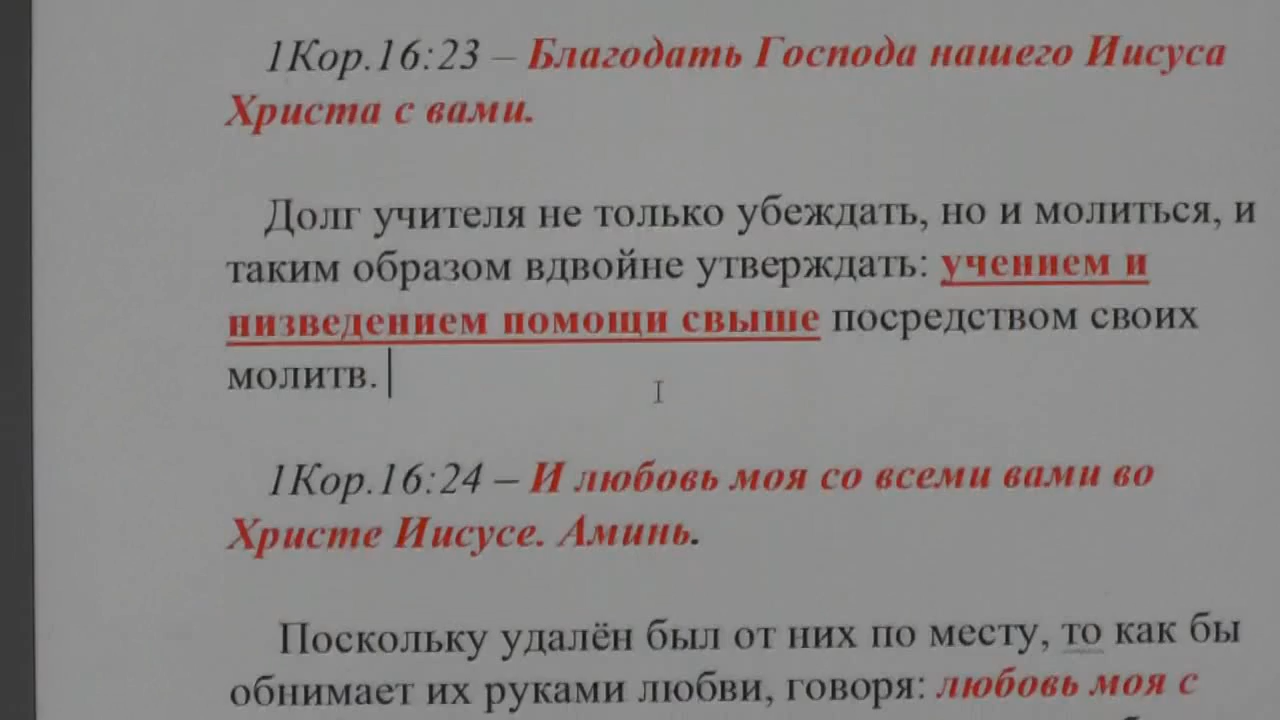 1Кор.16:23 – Благодать Господа нашего Иисуса
Христа с вами.
Долг учителя не только убеждать, но и молиться, и
таким образом вдвойне утверждать: учением и
низведением помощи свыше посредством своих
молитв.
1Кор.16:24 – И любовь моя со всеми вами во
Христе Иисусе. Аминь.
Поскольку удалён был от них по месту, то как бы
обнимает их руками любви, говоря: любовь моя с